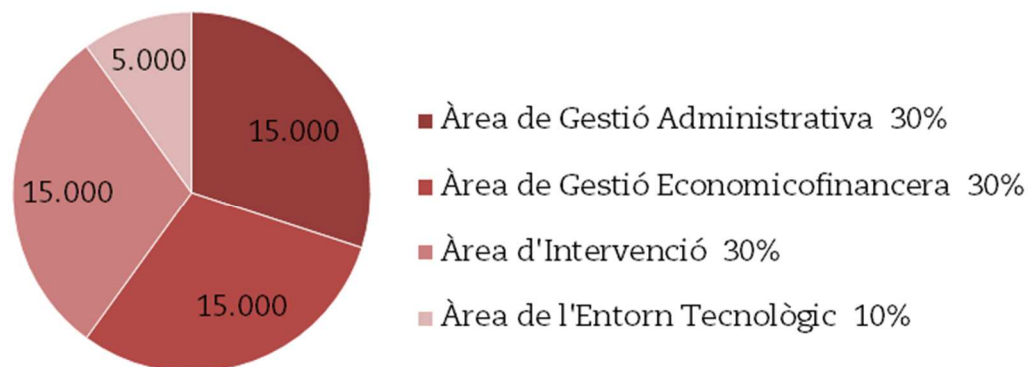 5.000
15.000
15.000
15.000
Àrea de Gestió Administrativa 30%
Àrea de Gestió Economicofinancera 30%
Àrea d'Intervenció 30%
Àrea de l'Entorn Tecnològic 10%